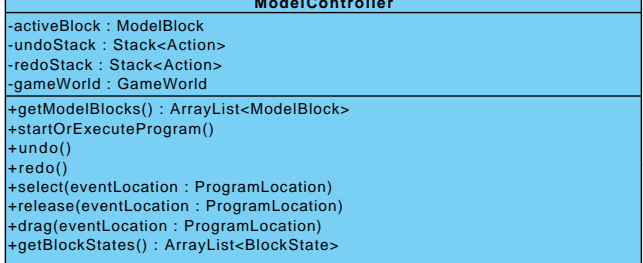 ModelController
-activeBlock : ModelBlock
-undoStack : Stack<Action>
-redoStack : Stack<Action>
-gameWorld : GameWorld
+getModelBlocks() : ArrayList<ModelBlock>
+startOrExecuteProgram()
+undo()
+redo()
+select(eventLocation : ProgramLocation)
+release(eventLocation : ProgramLocation)
+drag(eventLocation : ProgramLocation)
+getBlockStates() : ArrayList<BlockState>